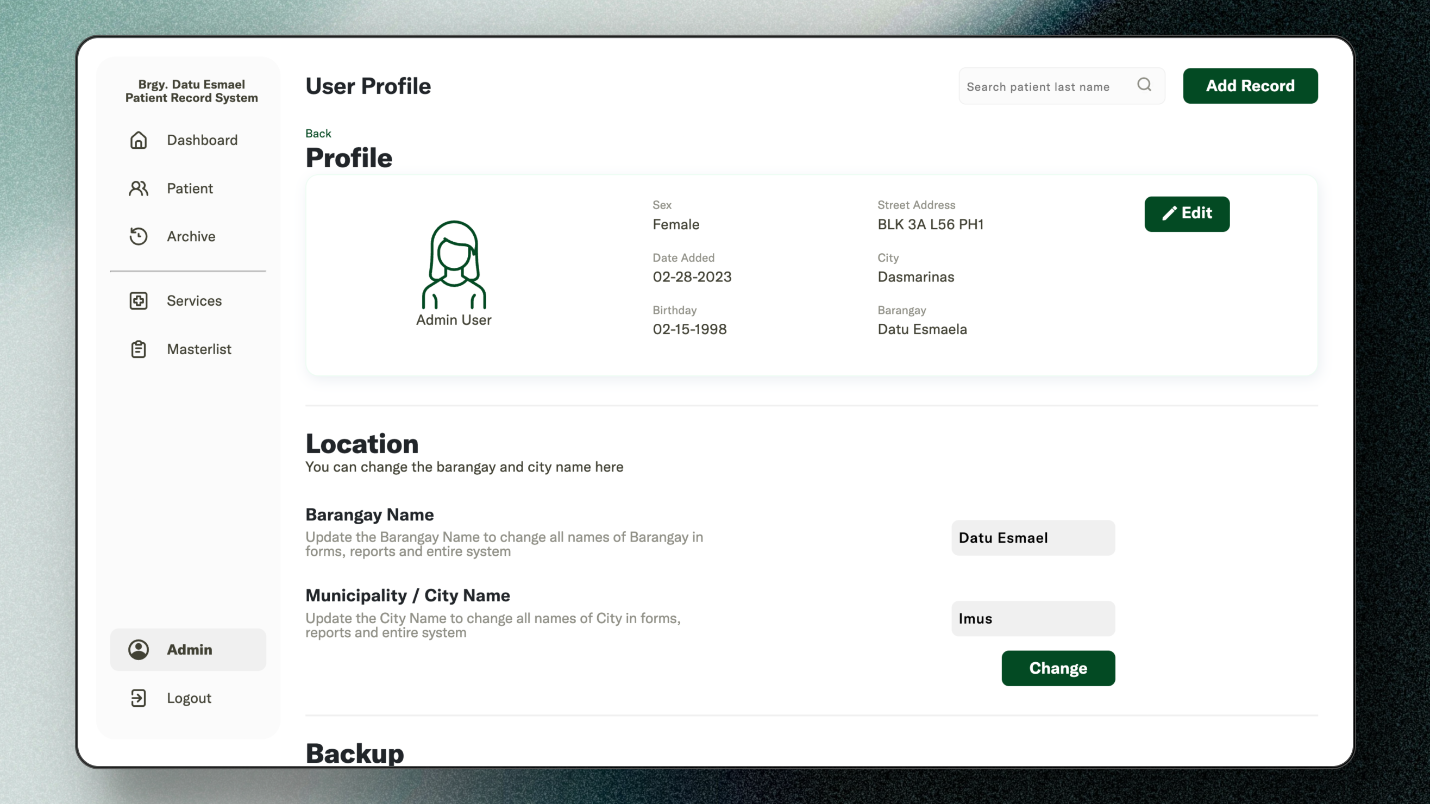 Brgy. Datu Esmael
Patient Record System
Dashboard
Patient
Archive
Services
Masterlist
Admin
Logout
User Profile
Search patient last name
Add Record
Back
Profile
Admin User
Sex
Female
Date Added
02-28-2023
Birthday
02-15-1998
Street Address
BLK 3A L56 PH1
City
Dasmarinas
Barangay
Datu Esmaela
Edit
Location
You can change the barangay and city name here
Barangay Name
Update the Barangay Name to change all names of Barangay in
forms, reports and entire system
Datu Esmael
Municipality / City Name
Update the City Name to change all names of City in forms,
reports and entire system
Imus
Change
Backup